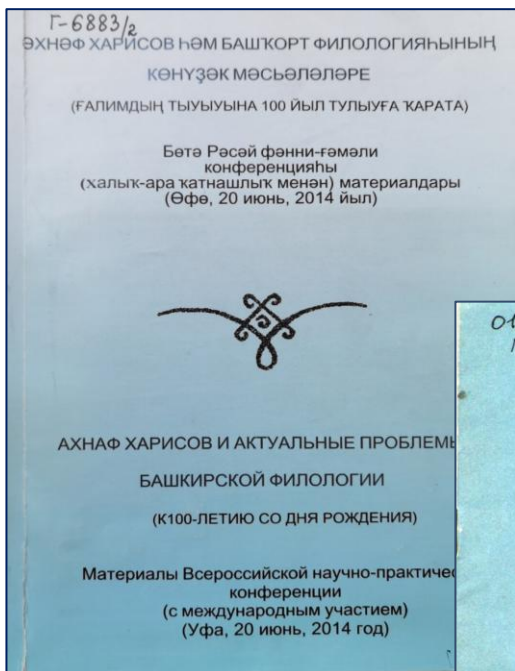 Г-6883/2
ӘХНӘФ ХАРИСОВ ҺӘМ БАШҠОРТ ФИЛОЛОГИЯҺЫНЫҢ
КӨНҮҘӘК МӘСЬӘЛӘЛӘРЕ
(ҒАЛИМДЫҢ ТЫУЫУЫНА 100 ЙЫЛ ТУЛЫУҒА ҠАРАТА)
Бөтә Рәсәй фәнни-ғәмәли
конференцияһы
(халыҡ-ара ҡатнашлыҡ менән) материалдары
(Өфө, 20 июнь, 2014 йыл)
АХНАФ ХАРИСОВ И АКТУАЛЬНЫЕ ПРОБЛЕМЫ
БАШКИРСКОЙ ФИЛОЛОГИИ
(К100-ЛЕТИЮ СО ДНЯ РОЖДЕНИЯ)
Материалы Всероссийской научно-практичес
конференции
(с международным участием)
(Уфа, 20 июнь, 2014 год)